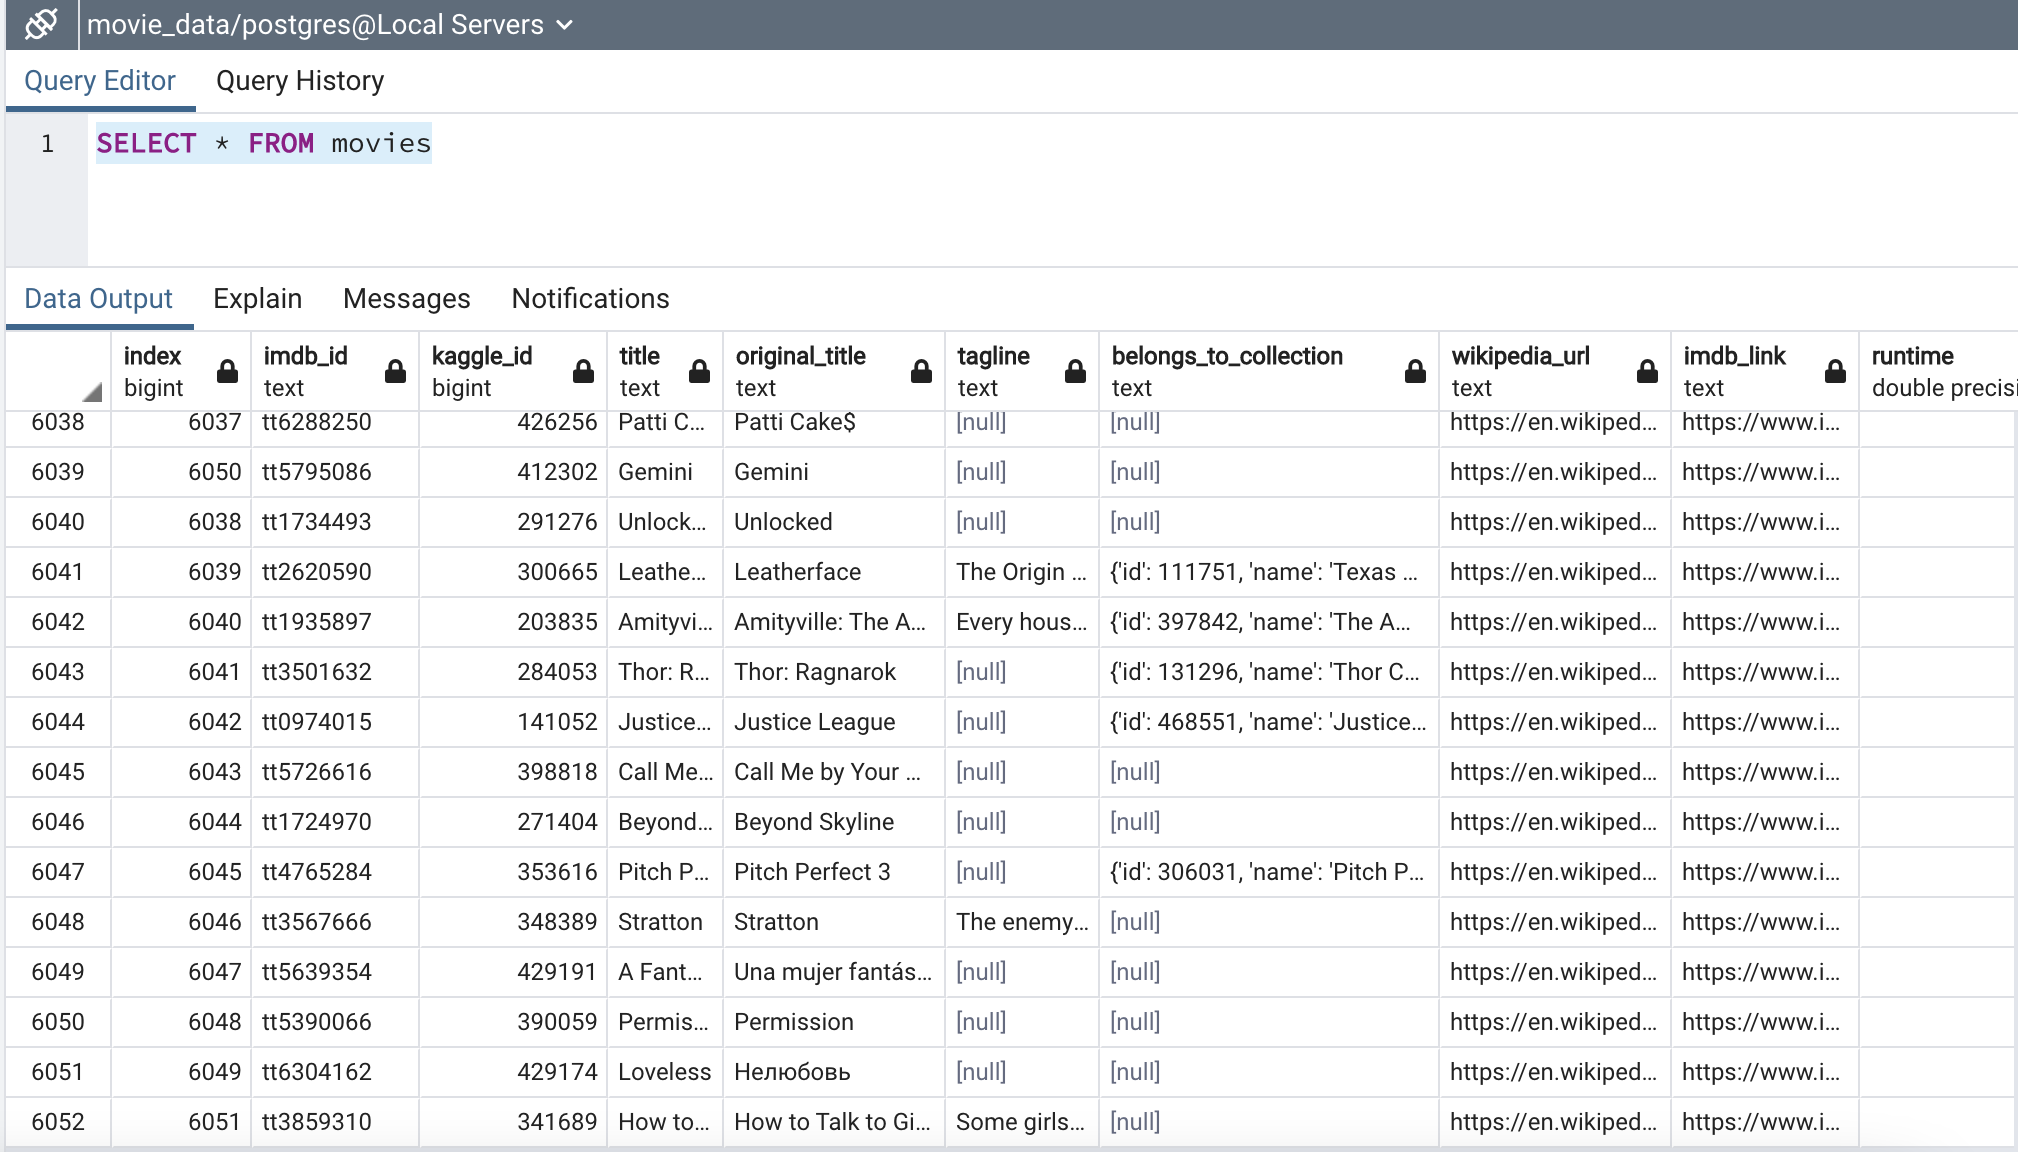 movie_data/postgres@Local Servers
Query Editor Query History
1 SELECT * FROM movies
Data Output Explain Messages Notifications
index imdb_id kaggle_id title original_title tagline belongs_to_collection wikipedia_url imdb_link runtime
bigint text bigint text text text text text text double precisi
6038 6037 tt6288250 426256 Patti C... Patti Cake$ [null] [null] https://en.wikiped... https://www.i...
6039 6050 tt5795086 412302 Gemini Gemini [null] [null] https://en.wikiped... https://www.i...
6040 6038 tt1734493 291276 Unlock... Unlocked [null] [null] https://en.wikiped... https://www.i...
6041 6039 tt2620590 300665 Leathe... Leatherface The Origin ... {'id': 111751, 'name': 'Texas ... https://en.wikiped... https://www.i...
6042 6040 tt1935897 203835 Amityvi... Amityville: The A... Every hous... {'id': 397842, 'name': 'The A... https://en.wikiped... https://www.i...
6043 6041 tt3501632 284053 Thor: R... Thor: Ragnarok [null] {'id': 131296, 'name': 'Thor C... https://en.wikiped... https://www.i...
6044 6042 tt0974015 141052 Justice... Justice League [null] {'id': 468551, 'name': 'Justice... https://en.wikiped... https://www.i...
6045 6043 tt5726616 398818 Call Me... Call Me by Your ... [null] [null] https://en.wikiped... https://www.i...
6046 6044 tt1724970 271404 Beyond... Beyond Skyline [null] [null] https://en.wikiped... https://www.i...
6047 6045 tt4765284 353616 Pitch P... Pitch Perfect 3 [null] {'id': 306031, 'name': 'Pitch P... https://en.wikiped... https://www.i...
6048 6046 tt3567666 348389 Stratton Stratton The enemy... [null] https://en.wikiped... https://www.i...
6049 6047 tt5639354 429191 A Fant... Una mujer fantás... [null] [null] https://en.wikiped... https://www.i...
6050 6048 tt5390066 390059 Permis... Permission [null] [null] https://en.wikiped... https://www.i...
6051 6049 tt6304162 429174 Loveless Нелюбовь [null] [null] https://en.wikiped... https://www.i...
6052 6051 tt3859310 341689 How to... How to Talk to Gi... Some girls... [null] https://en.wikiped... https://www.i...